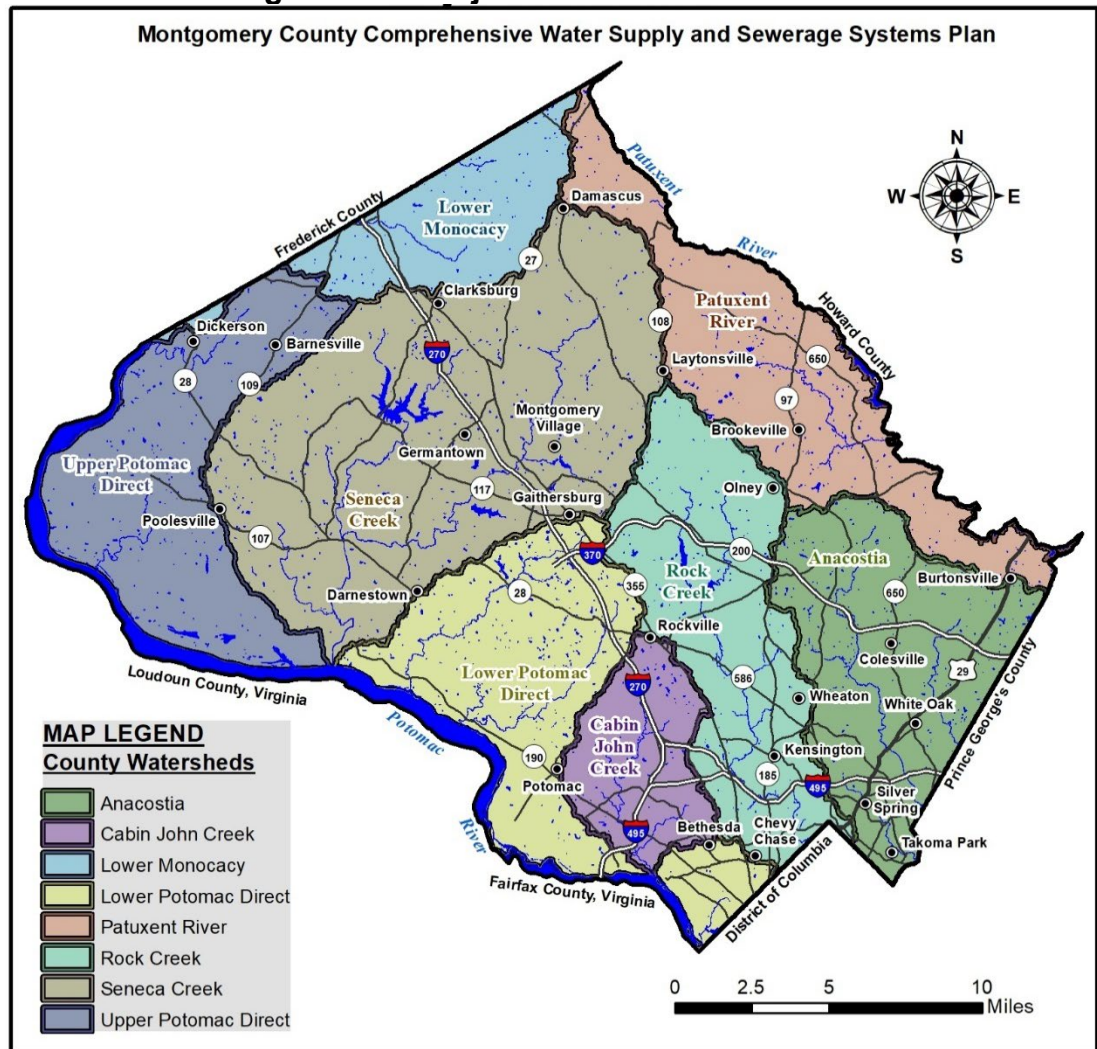 Montgomery County Comprehensive Water Supply and Sewerage Systems Plan
N
W
E
S
Patuxent
River
Damascus
Frederick County
Lower
Monocacy
27
Clarksburg
Dickerson
Barnesville
270
28
109
108
Patuxent
River
Howard County
650
Laytonsville
97
Brookeville
Montgomery
Village
Germantown
Upper Potomac
Direct
Seneca
Creek
117
Gaithersburg
Olney
Poolesville
107
370
200
Anacostia
Darnestown
28
355
Rock
Creek
Burtonsville
650
Rockville
Colesville
Lower Potomac
Direct
270
586
29
Loudoun County, Virginia
Wheaton
White Oak
Prince George's County
Potomac
River
Cabin
John
Creek
Kensington
190
Potomac
185
495
Silver
Spring
495
Bethesda
Chevy
Chase
Takoma Park
Fairfax County, Virginia
District of Columbia
MAP LEGEND
County Watersheds
Anacostia
Cabin John Creek
Lower Monocacy
Lower Potomac Direct
Patuxent River
Rock Creek
Seneca Creek
Upper Potomac Direct
0 2.5 5 10
Miles